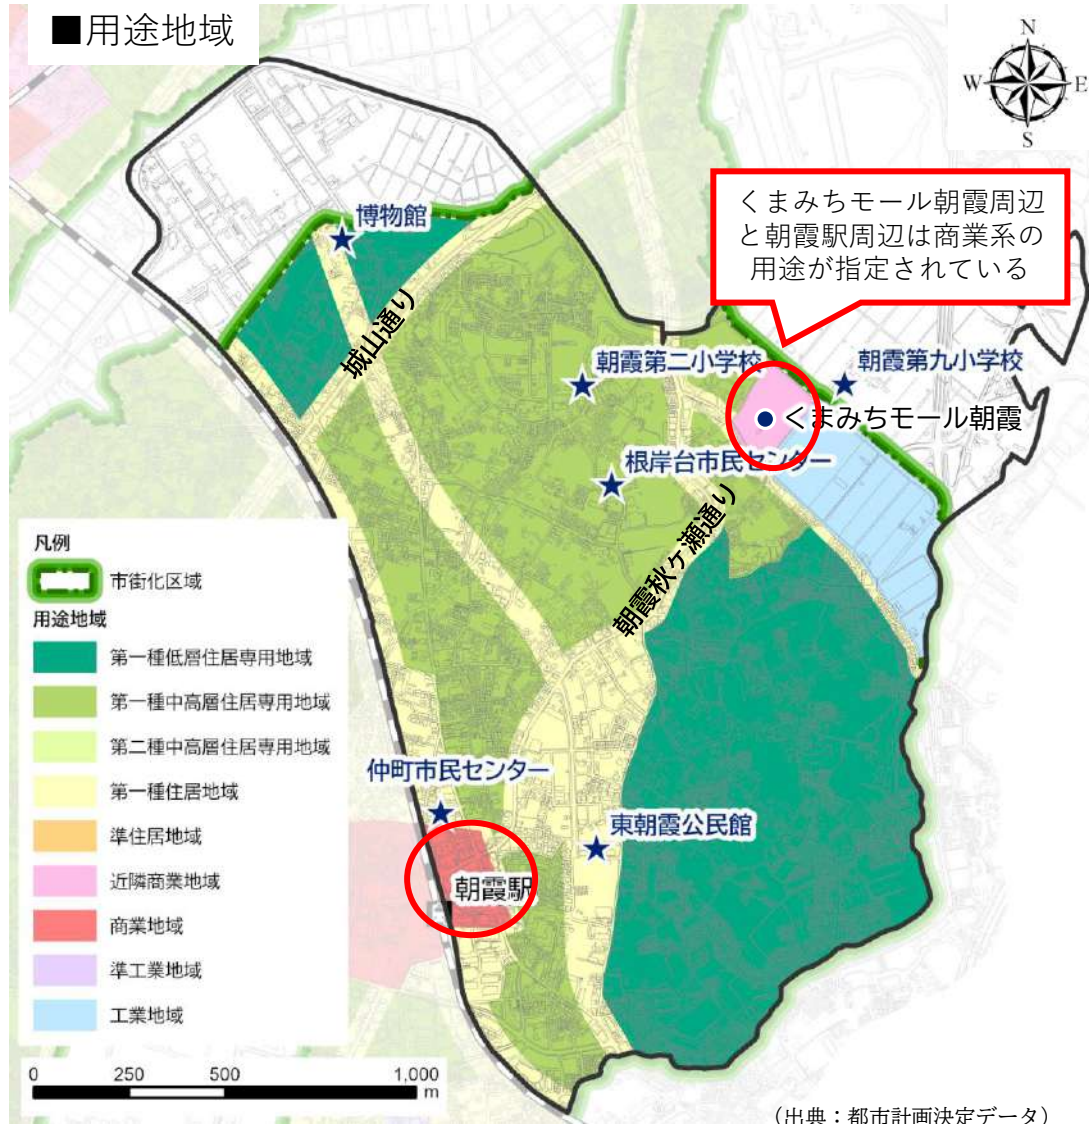 ■用途地域
N
W
E
S
くまみちモール朝霞周辺
と朝霞駅周辺は商業系の
用途が指定されている
博物館
城山通り
朝霞第二小学校
朝霞第九小学校
くまみちモール朝霞
根岸台市民センター
朝霞秋ヶ瀬通り
仲町市民センター
東朝霞公民館
朝霞駅
凡例
市街化区域
用途地域
第一種低層住居専用地域
第一種中高層住居専用地域
第二種中高層住居専用地域
第一種住居地域
準住居地域
近隣商業地域
商業地域
準工業地域
工業地域
0 250 500 1,000
m
(出典:都市計画決定データ)